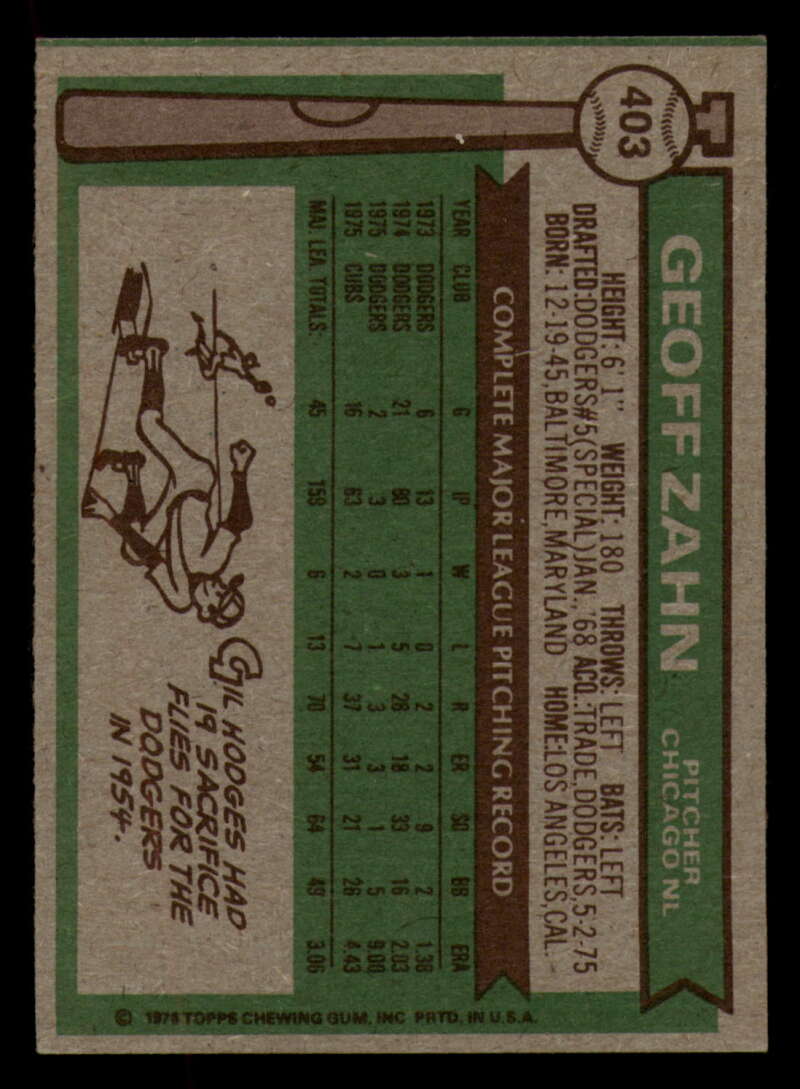 403
GEOFF ZAHN
PITCHER
CHICAGO NL
HEIGHT: 6' 1" WEIGHT: 180 THROWS: LEFT BATS: LEFT
DRAFTED: DODGERS #5 (SPECIAL) JAN., '68 ACQ.: TRADE, DODGERS, 5-2-75
BORN: 12-19-45, BALTIMORE, MARYLAND HOME: LOS ANGELES, CAL.
COMPLETE MAJOR LEAGUE PITCHING RECORD
YEAR CLUB G IP W L R ER SO BB ERA
1973 DODGERS 6 13 1 0 2 2 9 2 1.38
1974 DODGERS 21 80 3 5 28 18 33 16 2.03
1975 DODGERS 2 3 0 1 3 3 1 5 9.00
1975 CUBS 16 63 2 7 37 31 21 26 4.43
MAJ. LEA. TOTALS: 45 159 6 13 70 54 64 49 3.06
GIL HODGES HAD
19 SACRIFICE
FLIES FOR THE
DODGERS
IN 1954.
© 1976 TOPPS CHEWING GUM, INC PRTD. IN U.S.A.